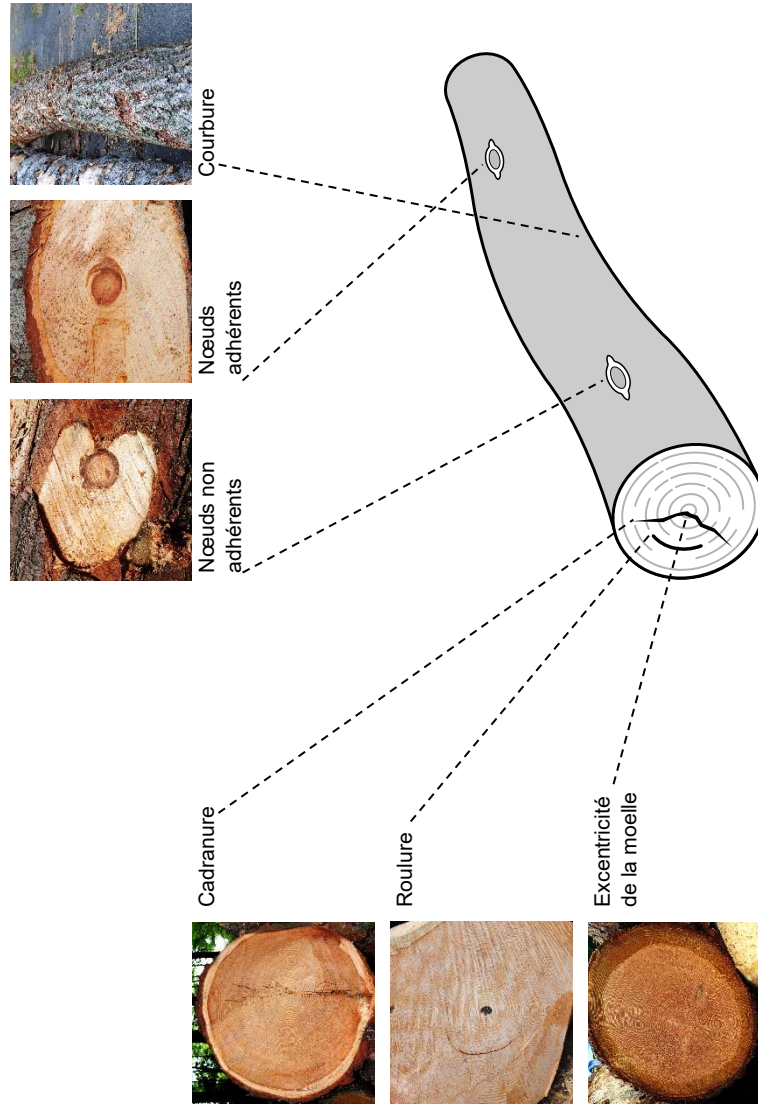 Courbure
Nœuds
adhérents
Nœuds non
adhérents
Cadranure
Roulure
Excentricité
de la moelle